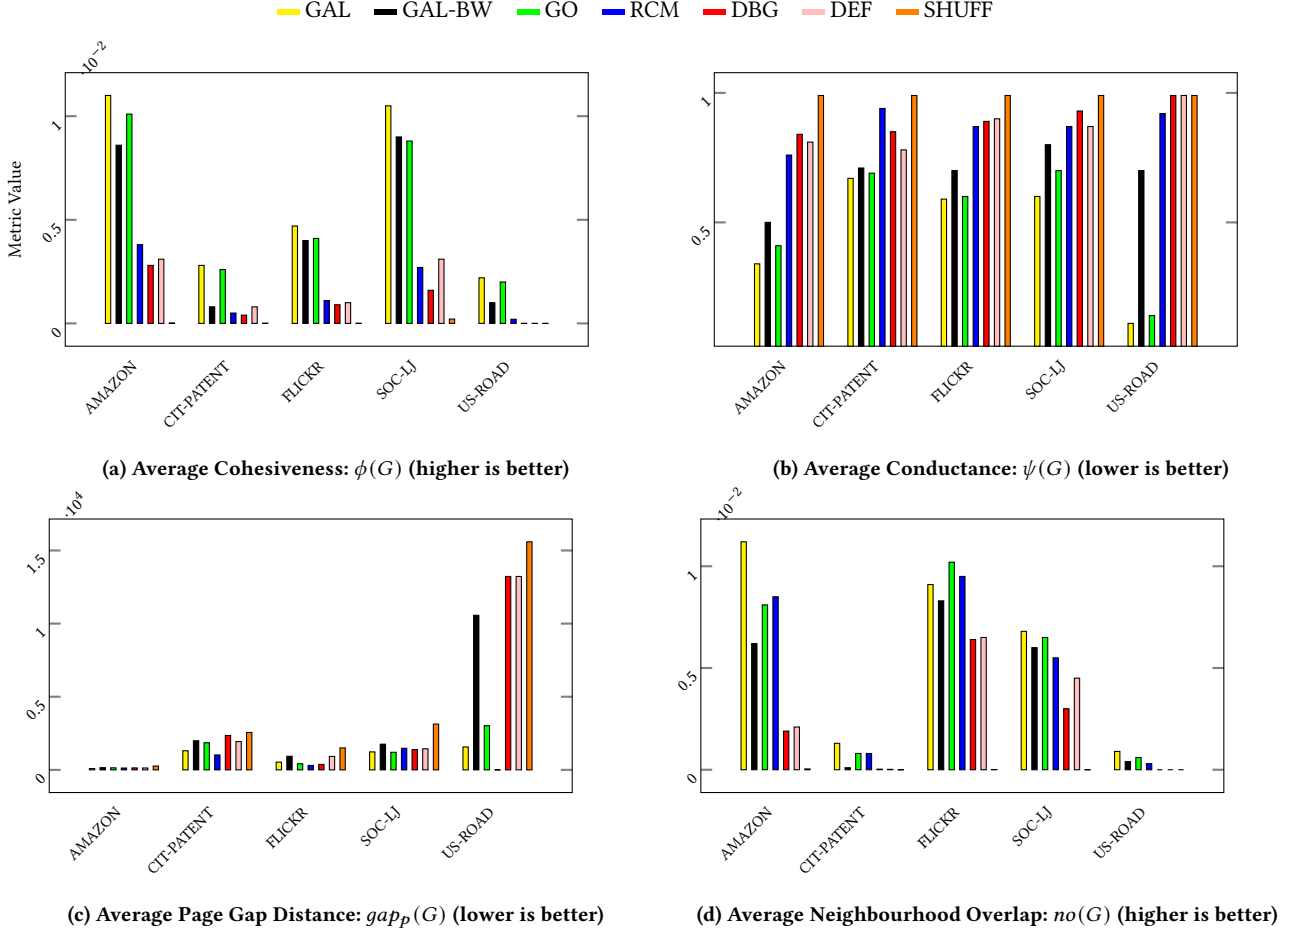 GAL GAL-BW GO RCM DBG DEF SHUFF
·10⁻²
1
0.5
0
Metric Value
AMAZON
CIT-PATENT
FLICKR
SOC-LJ
US-ROAD
(a) Average Cohesiveness: ϕ(G) (higher is better)
1
0.5
AMAZON
CIT-PATENT
FLICKR
SOC-LJ
US-ROAD
(b) Average Conductance: ψ(G) (lower is better)
·10⁴
1.5
1
0.5
0
AMAZON
CIT-PATENT
FLICKR
SOC-LJ
US-ROAD
(c) Average Page Gap Distance: gapₚ(G) (lower is better)
·10⁻²
1
0.5
0
AMAZON
CIT-PATENT
FLICKR
SOC-LJ
US-ROAD
(d) Average Neighbourhood Overlap: no(G) (higher is better)